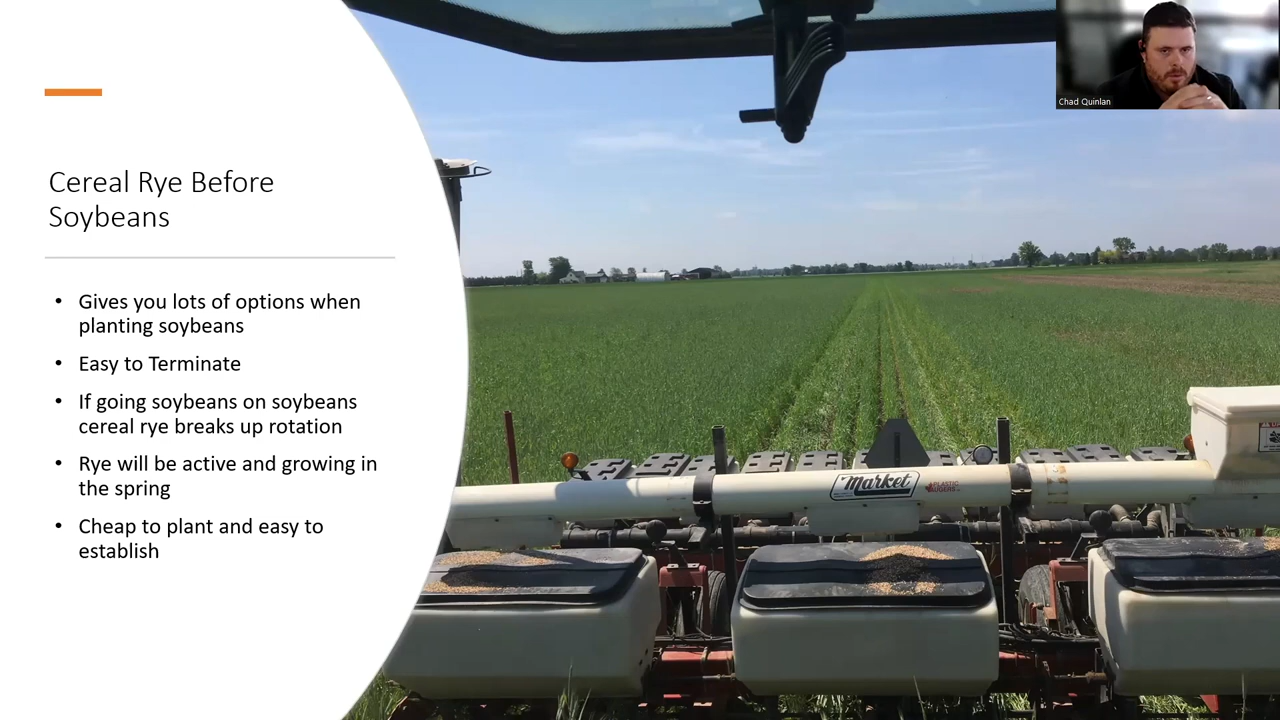 Chad Quinlan
Cereal Rye Before
Soybeans
• Gives you lots of options when
planting soybeans
• Easy to Terminate
• If going soybeans on soybeans
cereal rye breaks up rotation
• Rye will be active and growing in
the spring
• Cheap to plant and easy to
establish
Market
PLASTIC
AUGERS